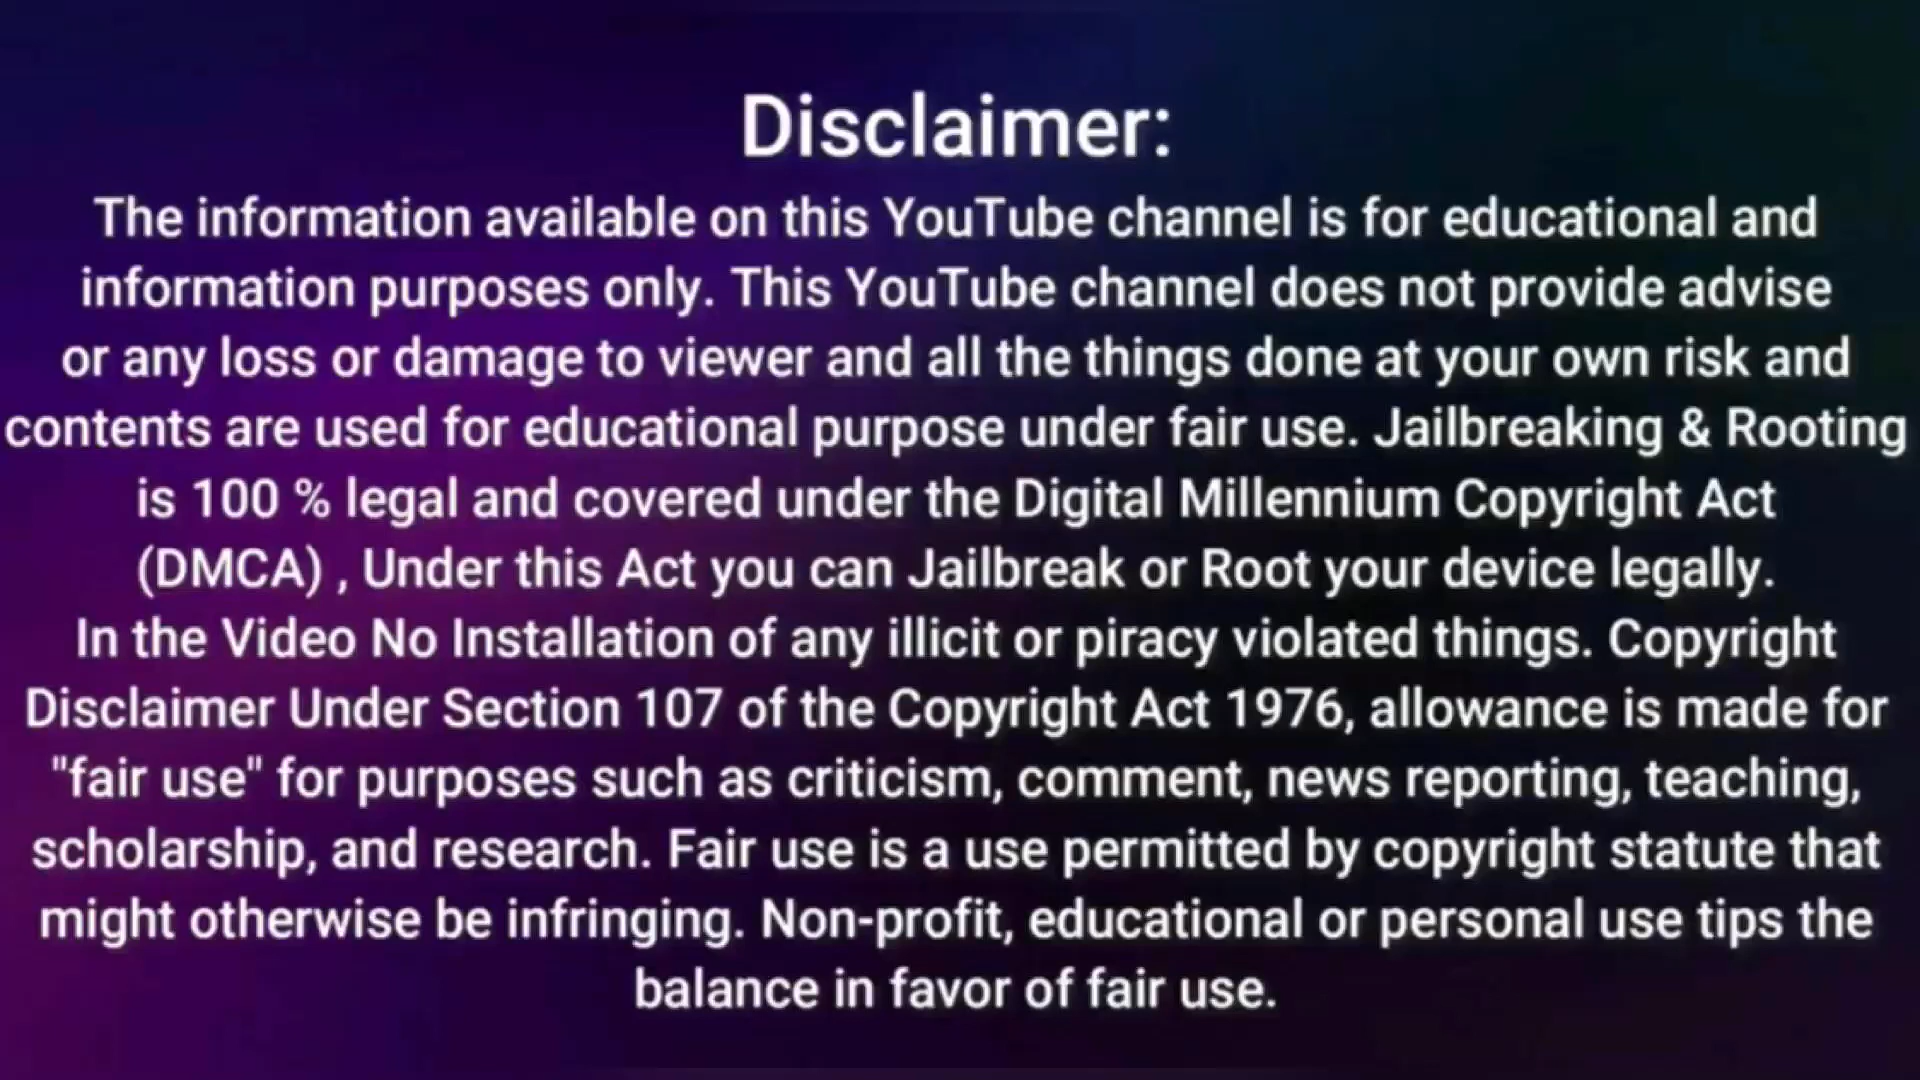 Disclaimer:
The information available on this YouTube channel is for educational and
information purposes only. This YouTube channel does not provide advise
or any loss or damage to viewer and all the things done at your own risk and
contents are used for educational purpose under fair use. Jailbreaking & Rooting
is 100 % legal and covered under the Digital Millennium Copyright Act
(DMCA) , Under this Act you can Jailbreak or Root your device legally.
In the Video No Installation of any illicit or piracy violated things. Copyright
Disclaimer Under Section 107 of the Copyright Act 1976, allowance is made for
"fair use" for purposes such as criticism, comment, news reporting, teaching,
scholarship, and research. Fair use is a use permitted by copyright statute that
might otherwise be infringing. Non-profit, educational or personal use tips the
balance in favor of fair use.